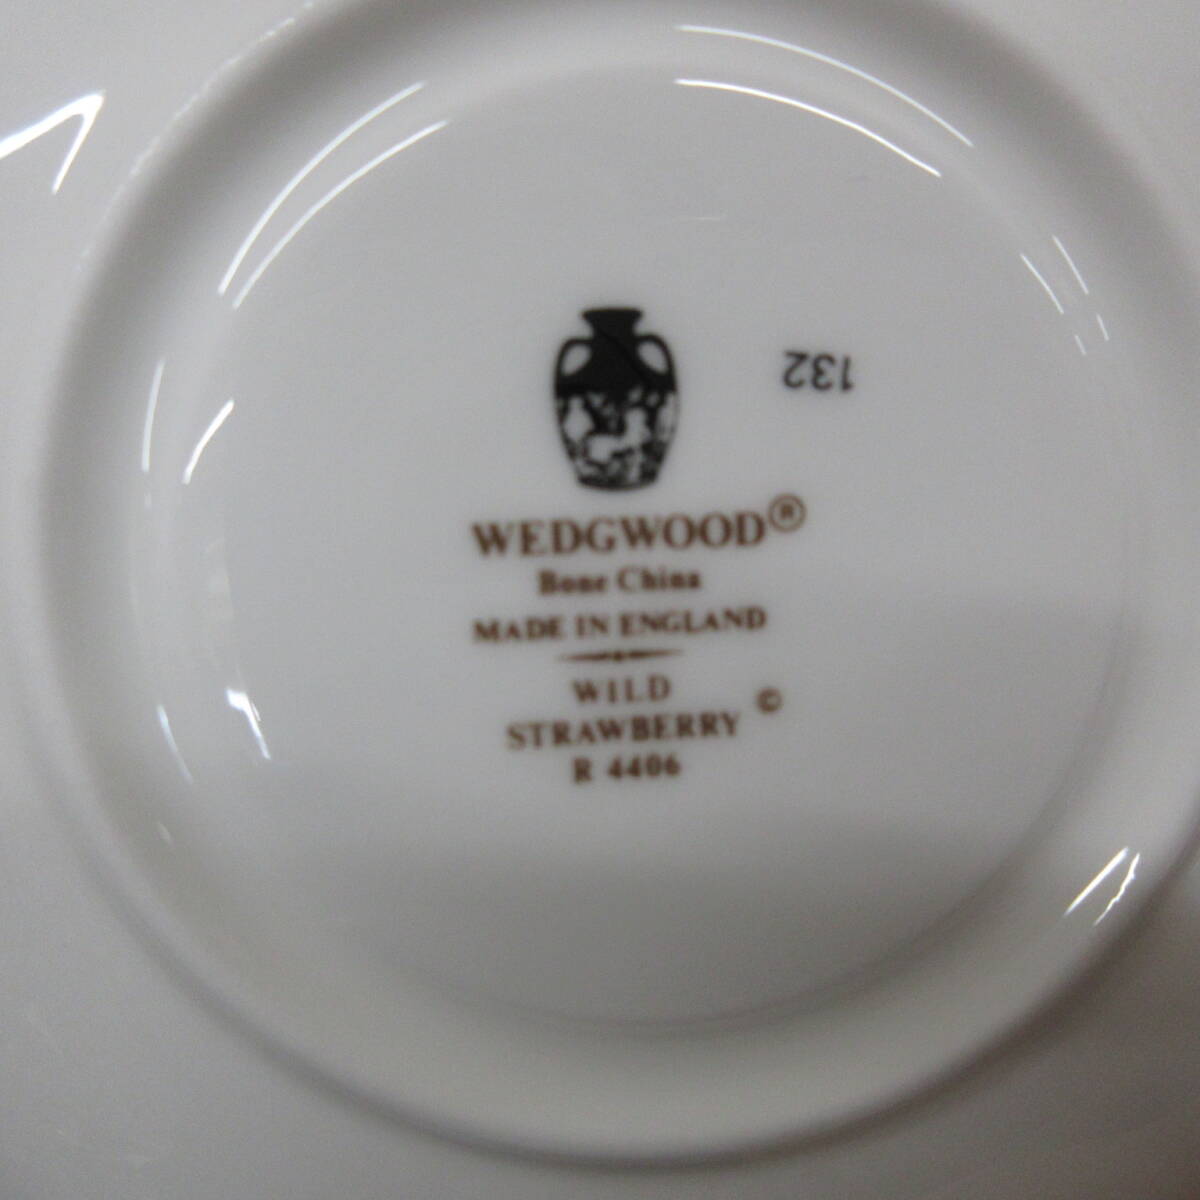 132
WEDGWOOD®
Bone China
MADE IN ENGLAND
WILD
STRAWBERRY ©
R 4406